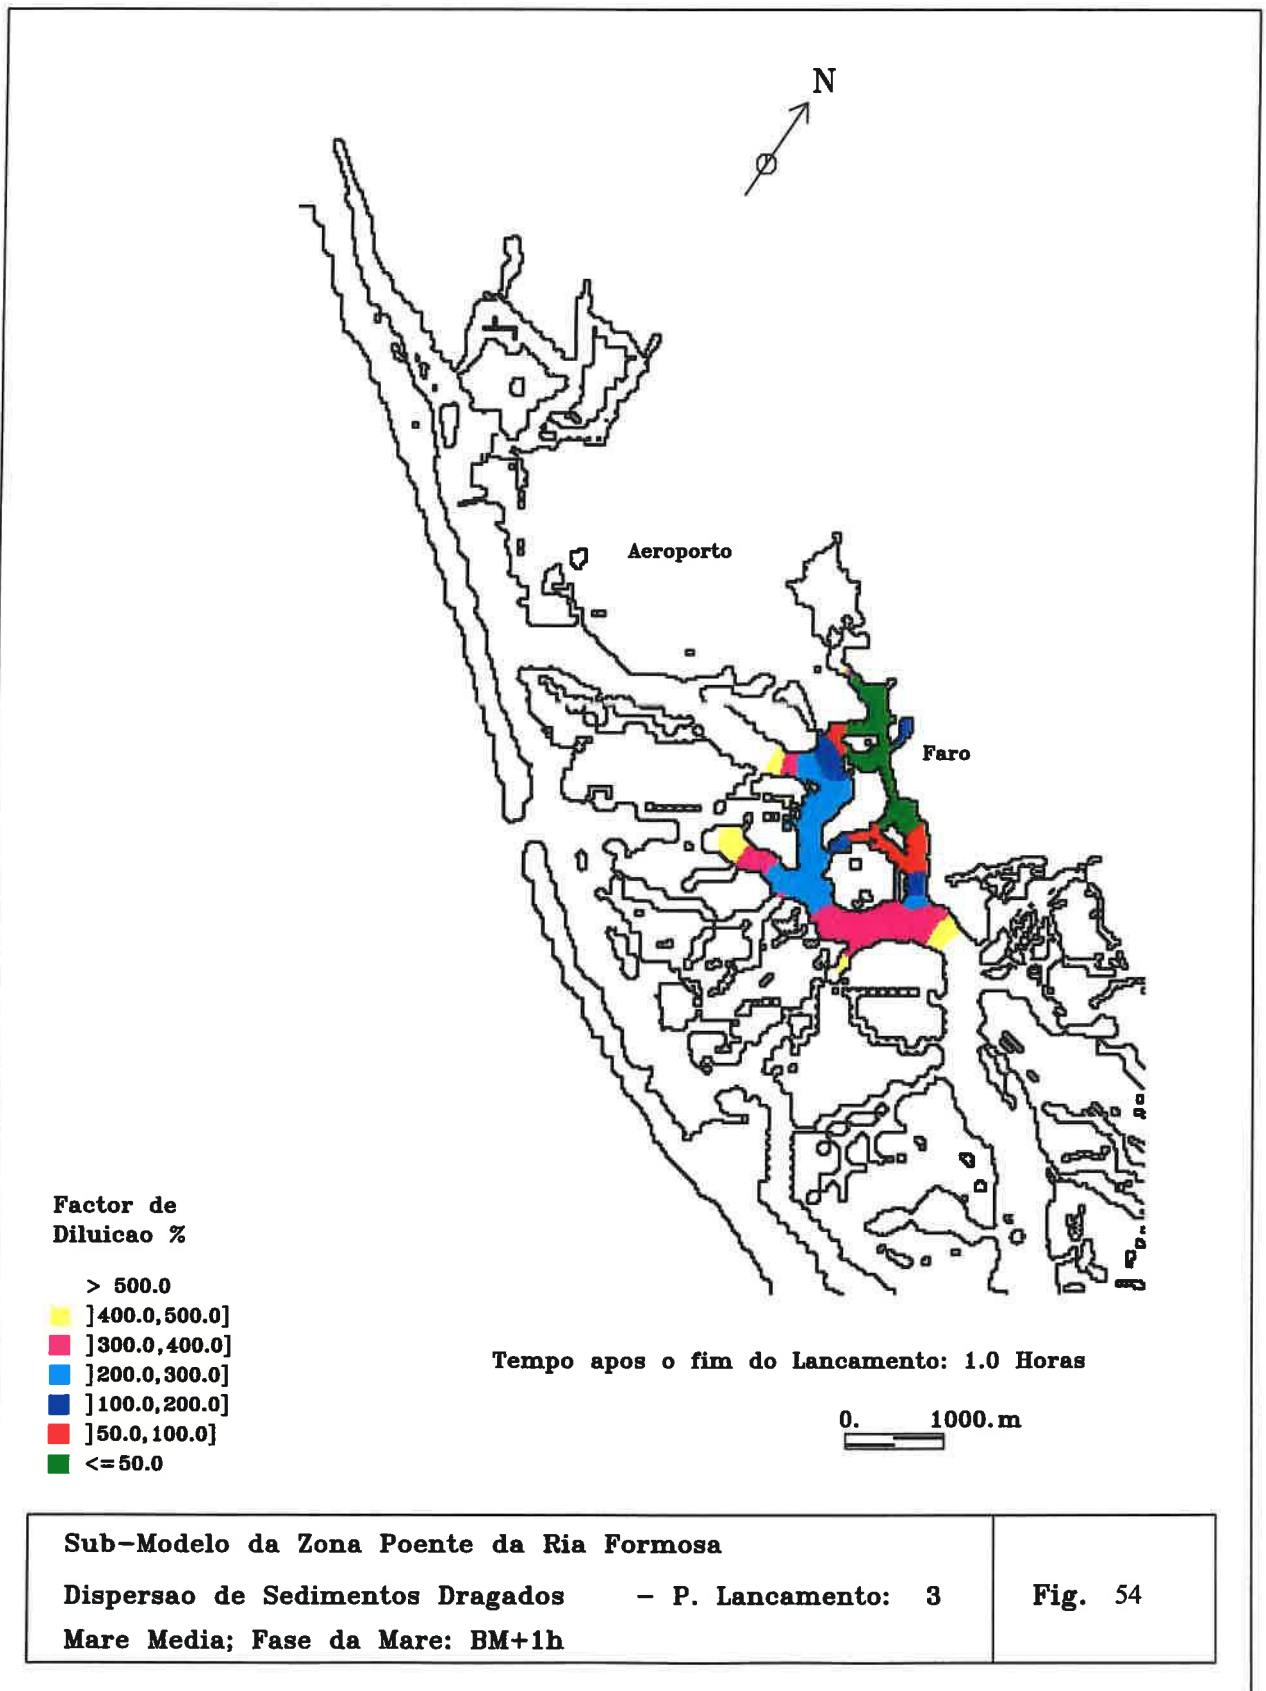 N
Aeroporto
Faro
Factor de
Diluicao %
> 500.0
]400.0,500.0]
]300.0,400.0]
]200.0,300.0]
]100.0,200.0]
]50.0,100.0]
<=50.0
Tempo apos o fim do Lancamento: 1.0 Horas
0. 1000. m
Sub-Modelo da Zona Poente da Ria Formosa
Dispersao de Sedimentos Dragados - P. Lancamento: 3
Mare Media; Fase da Mare: BM+1h
Fig. 54